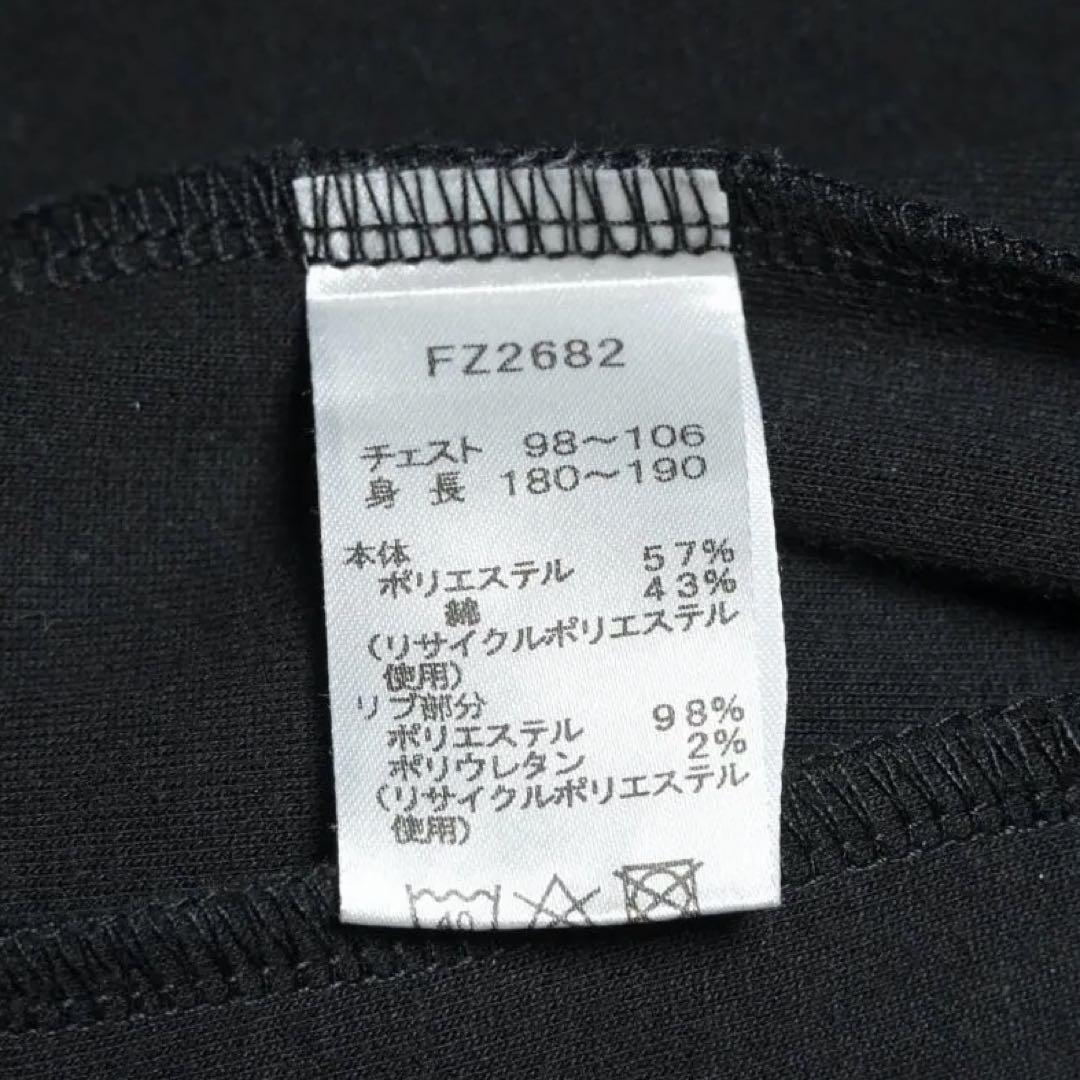 FZ2682
チェスト 98～106
身 長 180～190
本体
ポリエステル 57%
綿 43%
(リサイクルポリエステル
使用)
リブ部分
ポリエステル 98%
ポリウレタン 2%
(リサイクルポリエステル
使用)
40